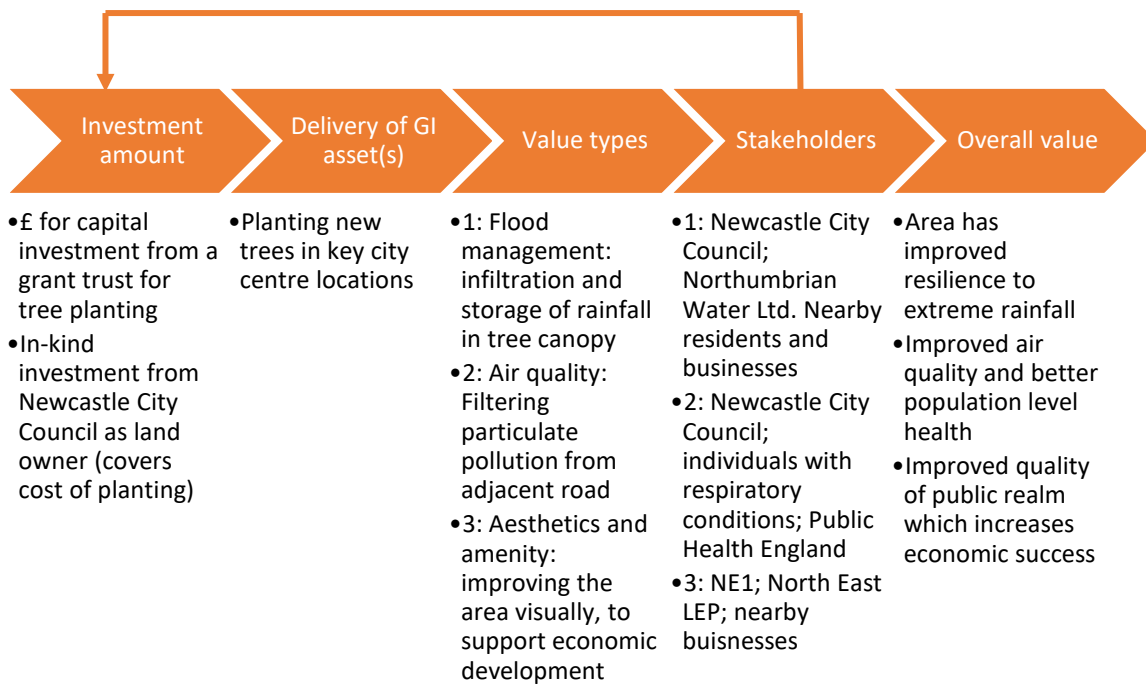 Investment
amount
Delivery of GI
asset(s)
Value types
Stakeholders
Overall value
•£ for capital
investment from a
grant trust for
tree planting
•In-kind
investment from
Newcastle City
Council as land
owner (covers
cost of planting)
•Planting new
trees in key city
centre locations
•1: Flood
management:
infiltration and
storage of rainfall
in tree canopy
•2: Air quality:
Filtering
particulate
pollution from
adjacent road
•3: Aesthetics and
amenity:
improving the
area visually, to
support economic
development
•1: Newcastle City
Council;
Northumbrian
Water Ltd. Nearby
residents and
businesses
•2: Newcastle City
Council;
individuals with
respiratory
conditions; Public
Health England
•3: NE1; North East
LEP; nearby
buisnesses
•Area has
improved
resilience to
extreme rainfall
•Improved air
quality and better
population level
health
•Improved quality
of public realm
which increases
economic success